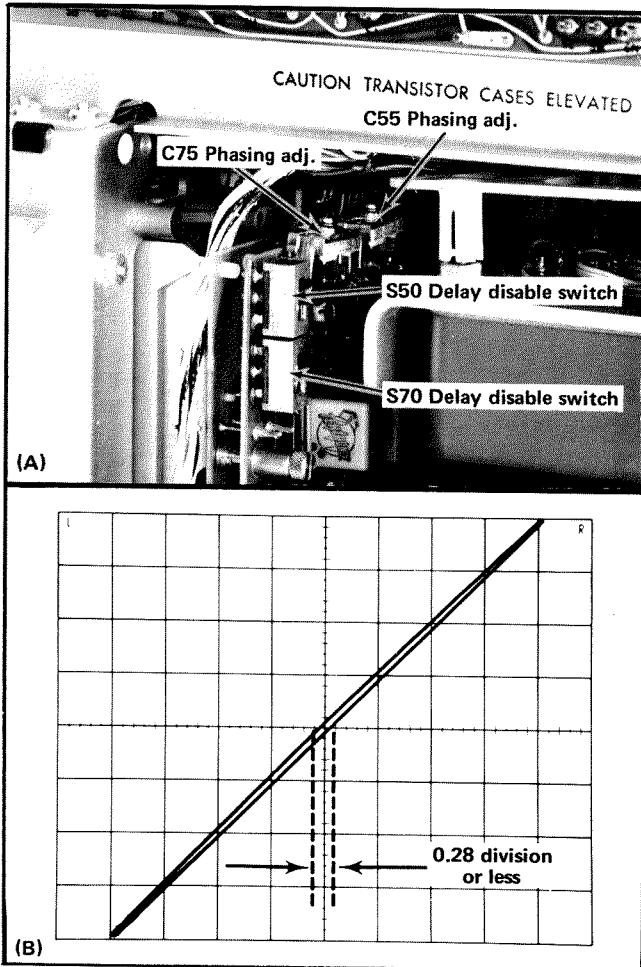 CAUTION TRANSISTOR CASES ELEVATED
C55 Phasing adj.
C75 Phasing adj.
S50 Delay disable switch
S70 Delay disable switch
(A)
L
R
0.28 division
or less
(B)